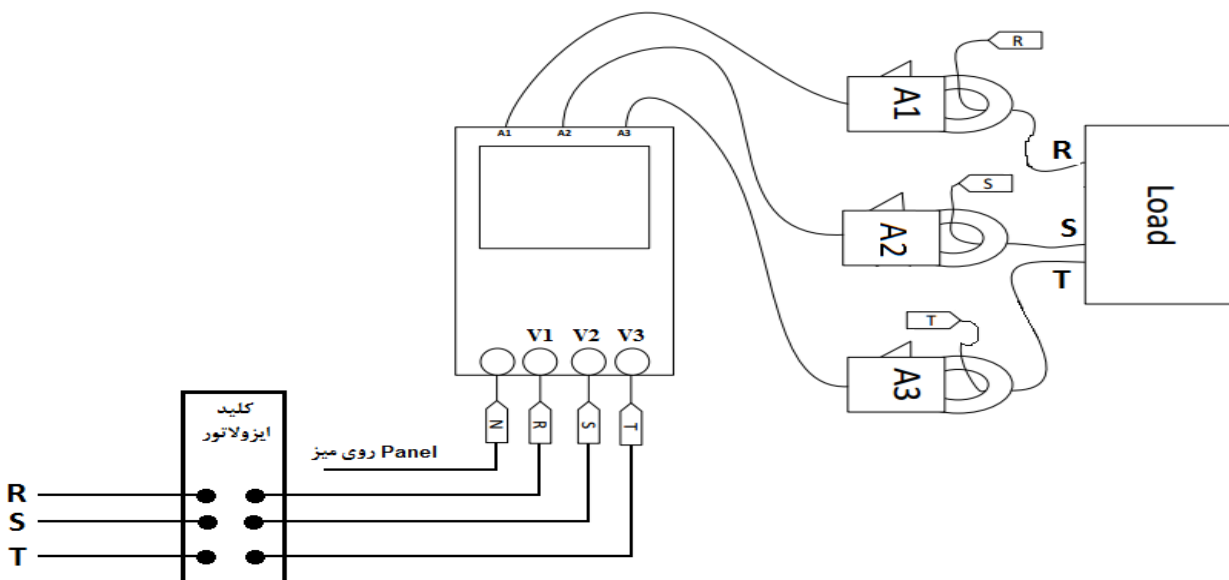 A1 A2 A3
V1 V2 V3
N R S T
A1
R
A2
S
A3
T
R
S
T
Load
کلید
ایزولاتور
Panel روی میز
R
S
T